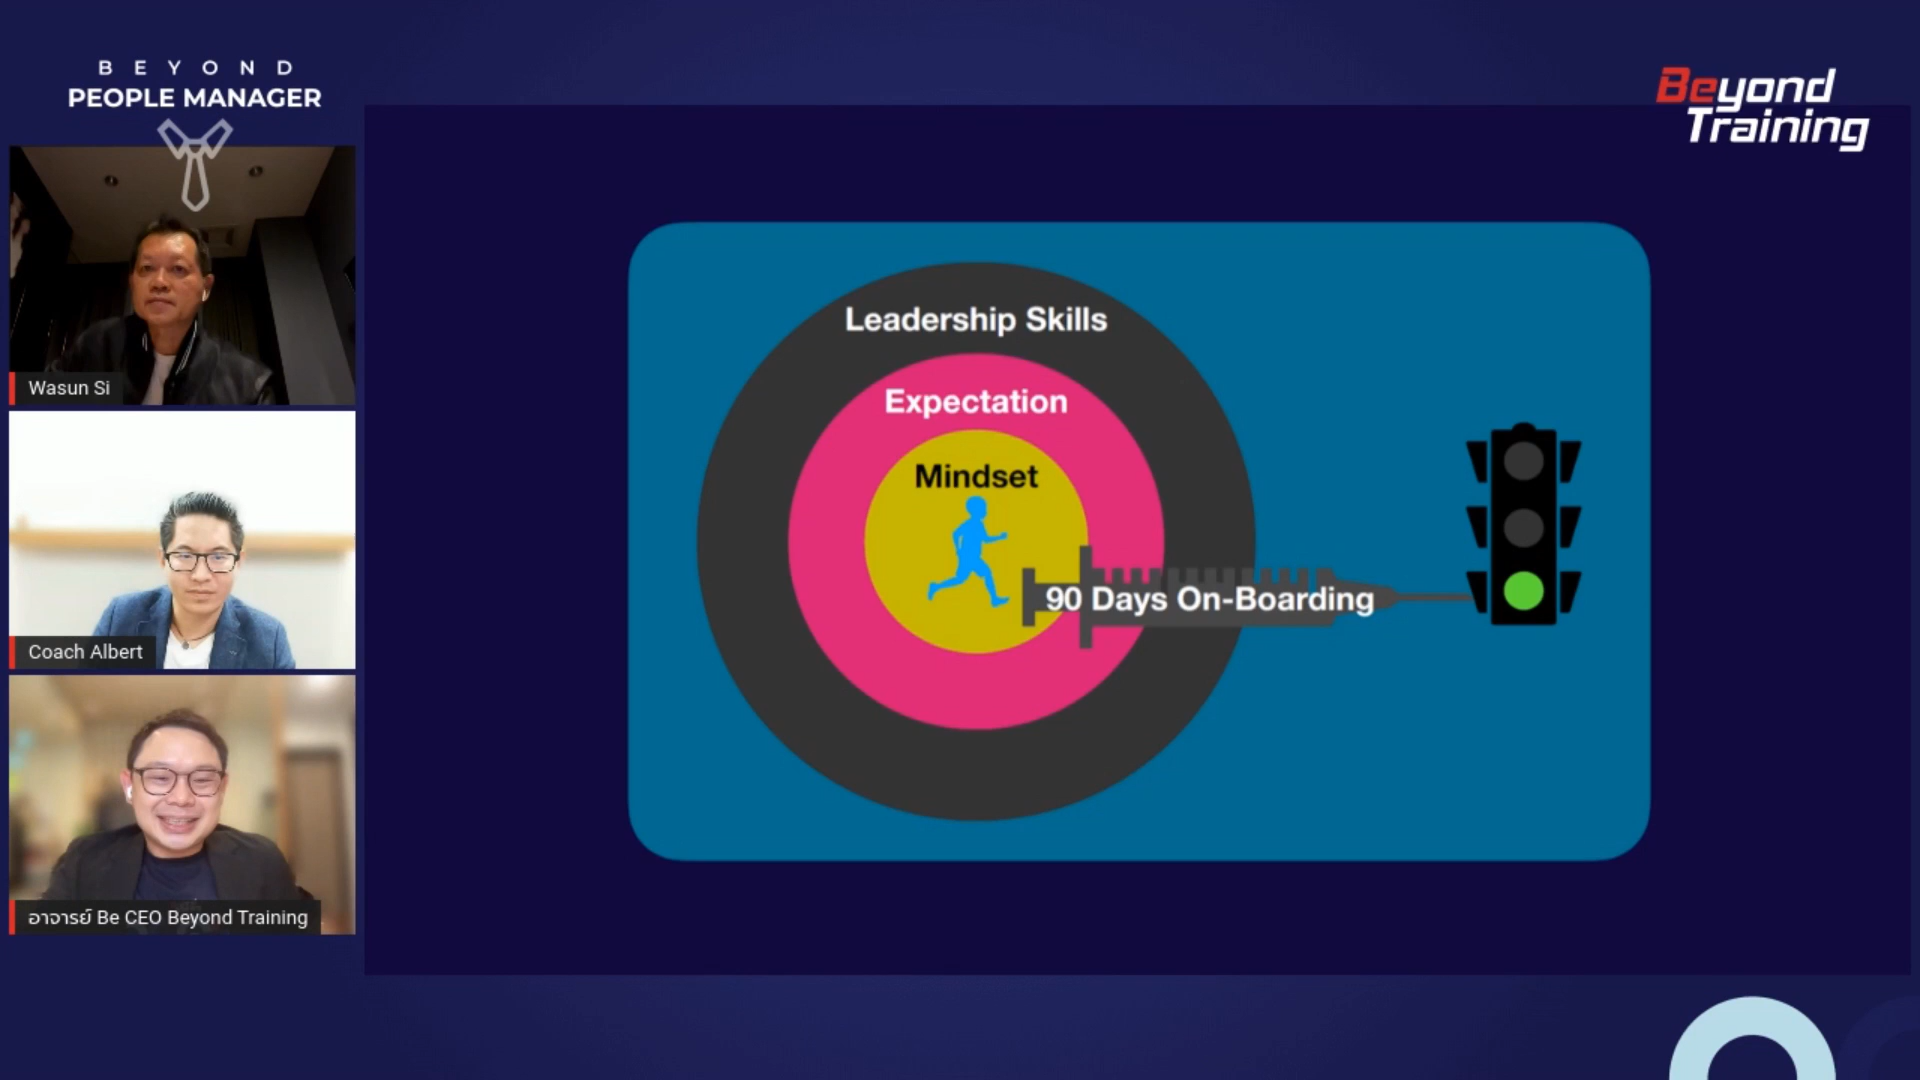 BEYOND
PEOPLE MANAGER
Beyond
Training
Wasun Si
Coach Albert
อาจารย์ Be CEO Beyond Training
Leadership Skills
Expectation
Mindset
90 Days On-Boarding